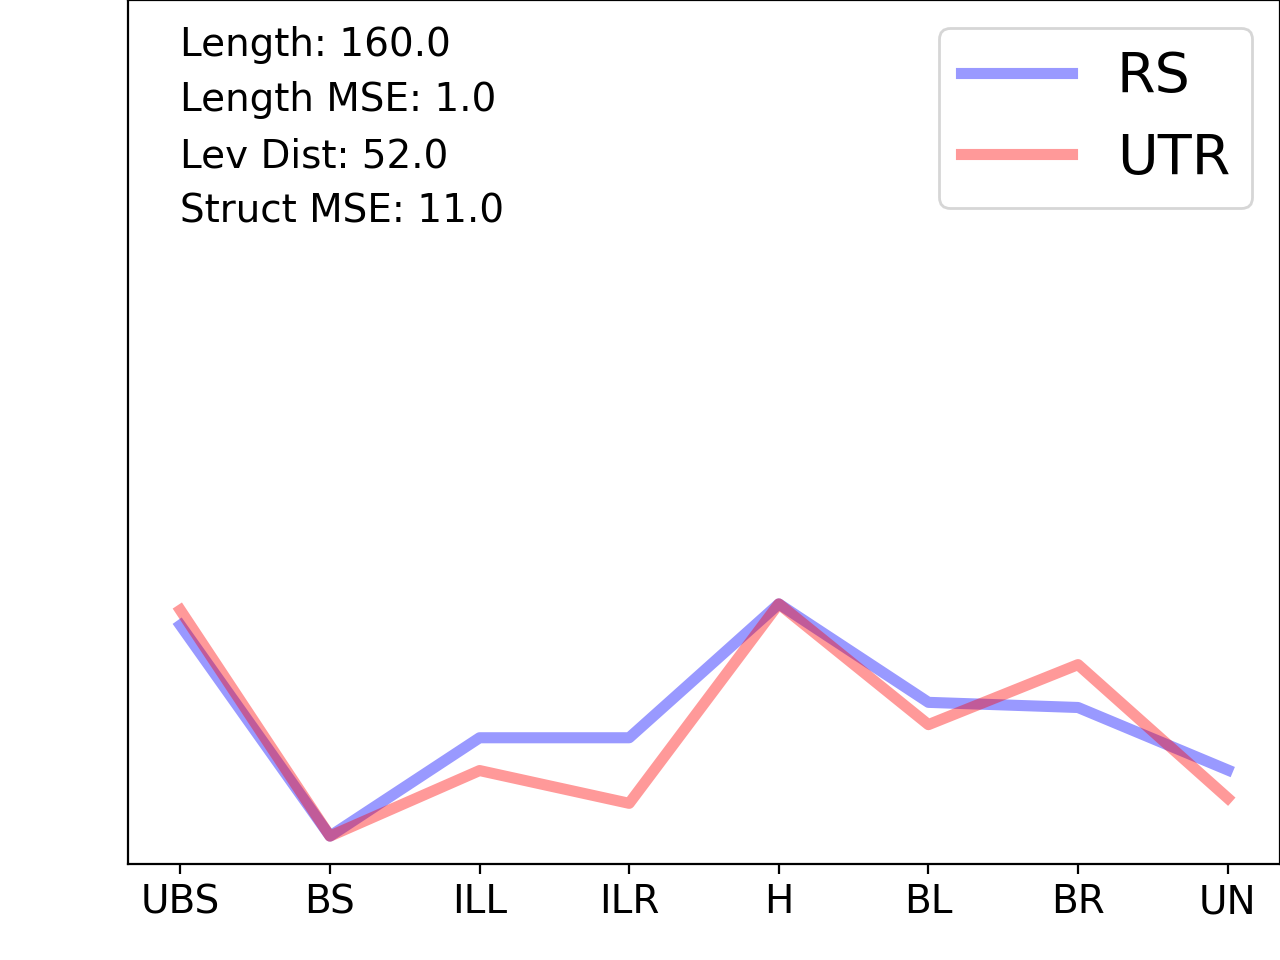 Length: 160.0
Length MSE: 1.0
Lev Dist: 52.0
Struct MSE: 11.0
RS
UTR
UBS BS ILL ILR H BL BR UN